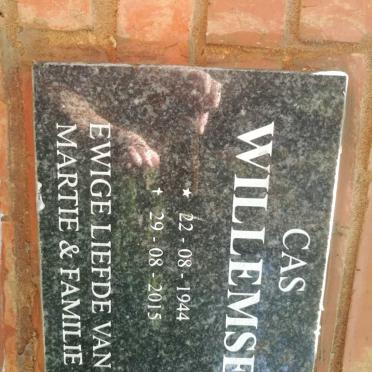 CAS
WILLEMSE
★ 22 - 08 - 1944
✝ 29 - 08 - 2015
EWIGE LIEFDE VAN
MARTIE & FAMILIE